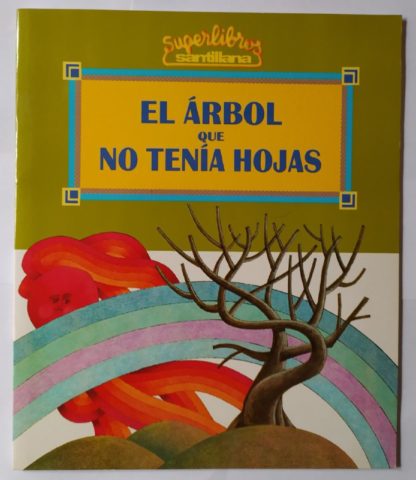 Superlibros
santillana
EL ÁRBOL
QUE
NO TENÍA HOJAS